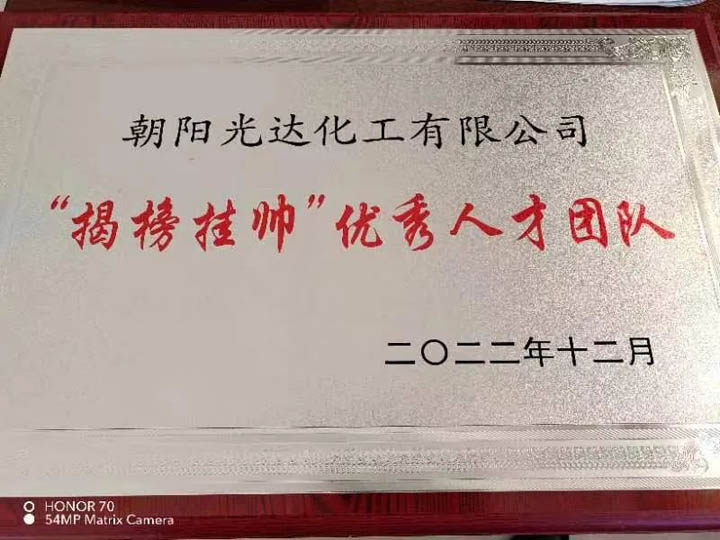 朝阳光达化工有限公司
“揭榜挂帅”优秀人才团队
二〇二二年十二月
HONOR 70
54MP Matrix Camera